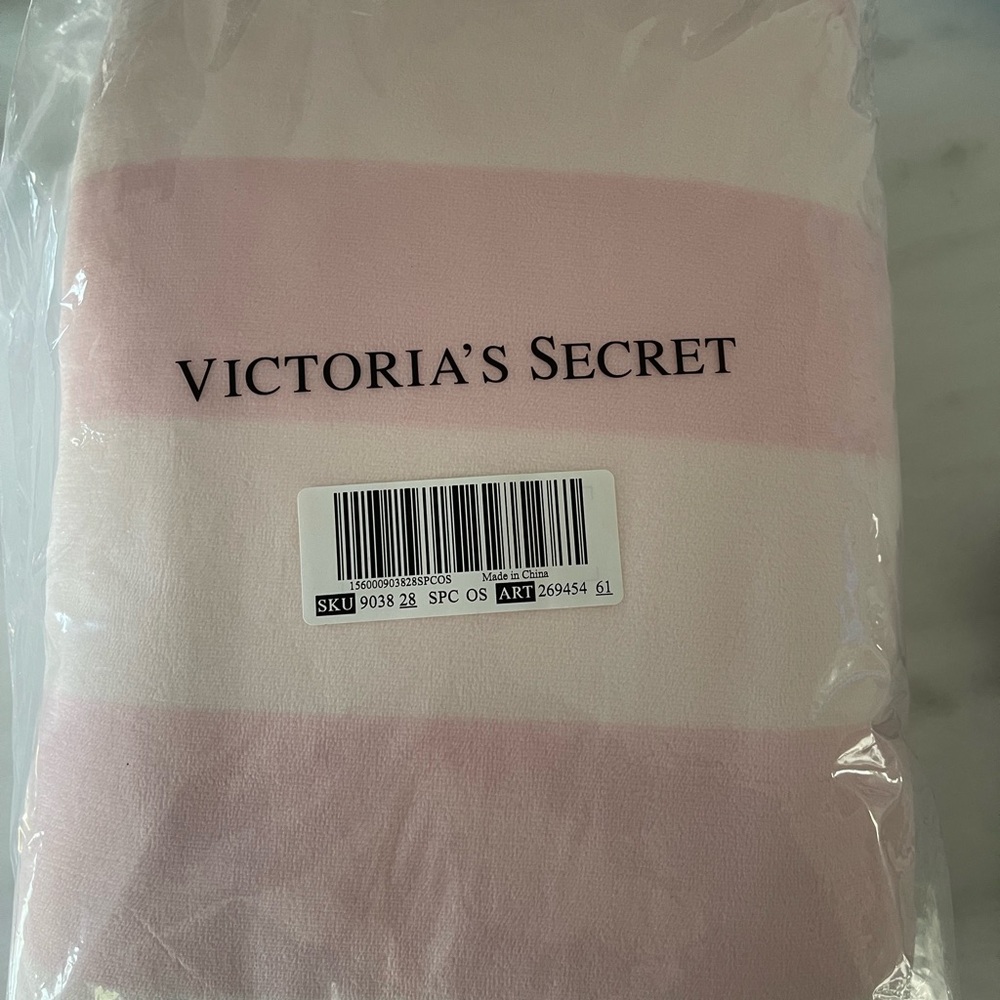 VICTORIA'S SECRET
156000903828SPCOS Made in China
SKU 9038 28 SPC OS ART 269454 61